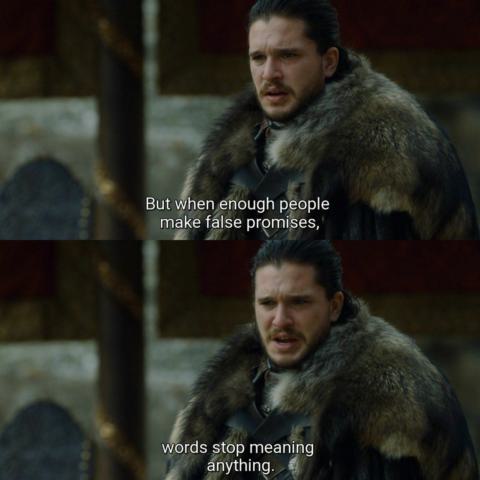 But when enough people
make false promises,
words stop meaning
anything.